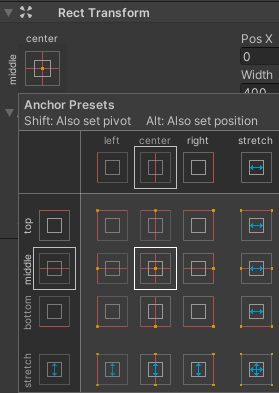 Rect Transform
center
Pos X
middle
0
Width
400
Anchor Presets
Shift: Also set pivot Alt: Also set position
left center right stretch
top
middle
bottom
stretch